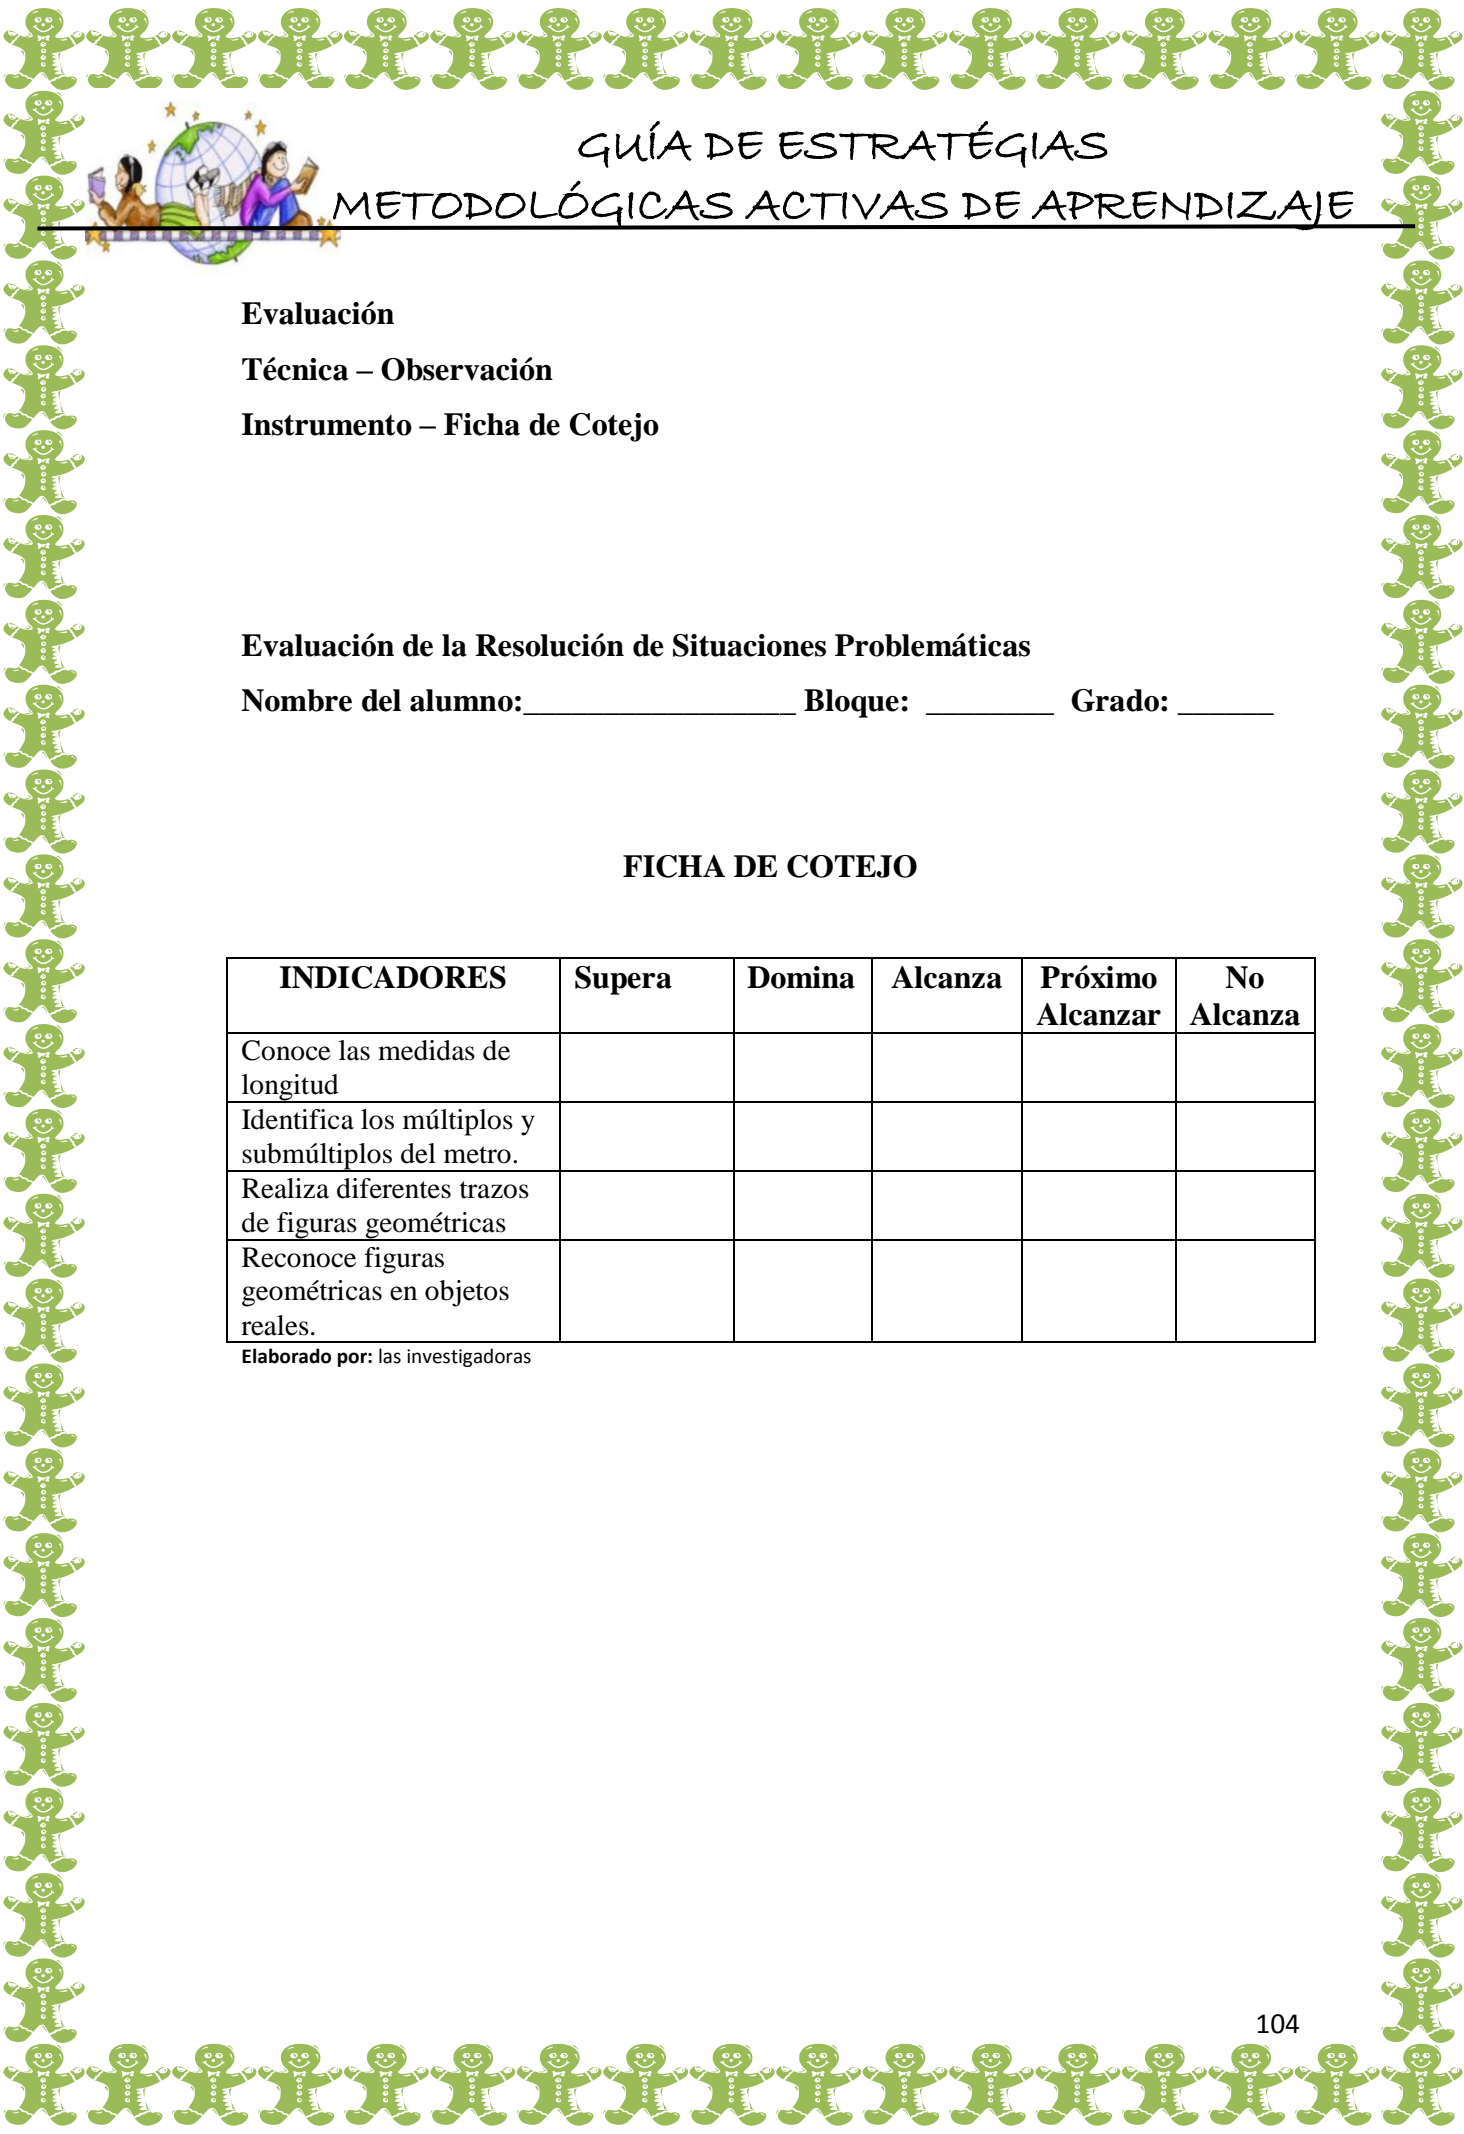 GUÍA DE ESTRATÉGIAS
METODOLÓGICAS ACTIVAS DE APRENDIZAJE
Evaluación
Técnica – Observación
Instrumento – Ficha de Cotejo
Evaluación de la Resolución de Situaciones Problemáticas
Nombre del alumno:_________________ Bloque: ________ Grado: ______
FICHA DE COTEJO
INDICADORES Supera Domina Alcanza Próximo Alcanzar No Alcanza
Conoce las medidas de
longitud
Identifica los múltiplos y
submúltiplos del metro.
Realiza diferentes trazos
de figuras geométricas
Reconoce figuras
geométricas en objetos
reales.
Elaborado por: las investigadoras
104